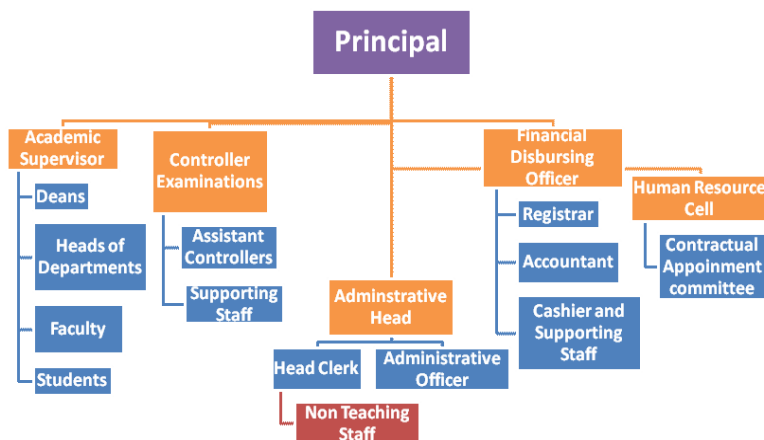 Principal
Academic
Supervisor
Deans
Heads of
Departments
Faculty
Students
Controller
Examinations
Assistant
Controllers
Supporting
Staff
Adminstrative
Head
Head Clerk
Non Teaching
Staff
Administrative
Officer
Financial
Disbursing
Officer
Registrar
Accountant
Cashier and
Supporting
Staff
Human Resource
Cell
Contractual
Appoinment
committee